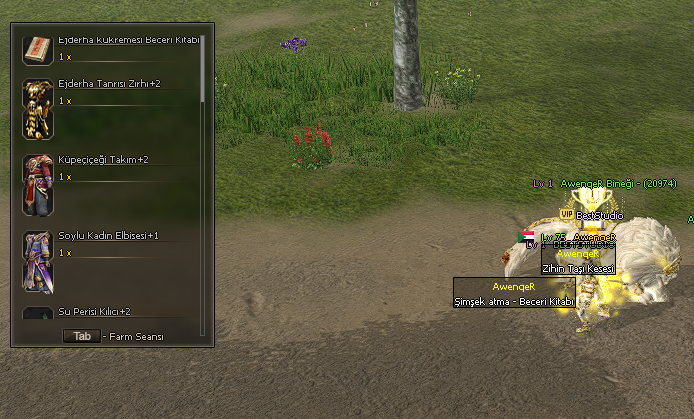 Ejderha Kükremesi Beceri Kitabı
1 x
Ejderha Tanrısı Zırhı+2
1 x
Küpeçiçeği Takım+2
1 x
Soylu Kadın Elbisesi+1
1 x
Su Perisi Kılıcı+2
Tab - Farm Seansı
Lv 1 AwenqeR Bineği - (20974)
VIP BestStudio
Lv 75 AwenqeR
Lv 1
AwenqeR
Zihin Taşı Kesesi
AwenqeR
Şimşek atma - Beceri Kitabı
A